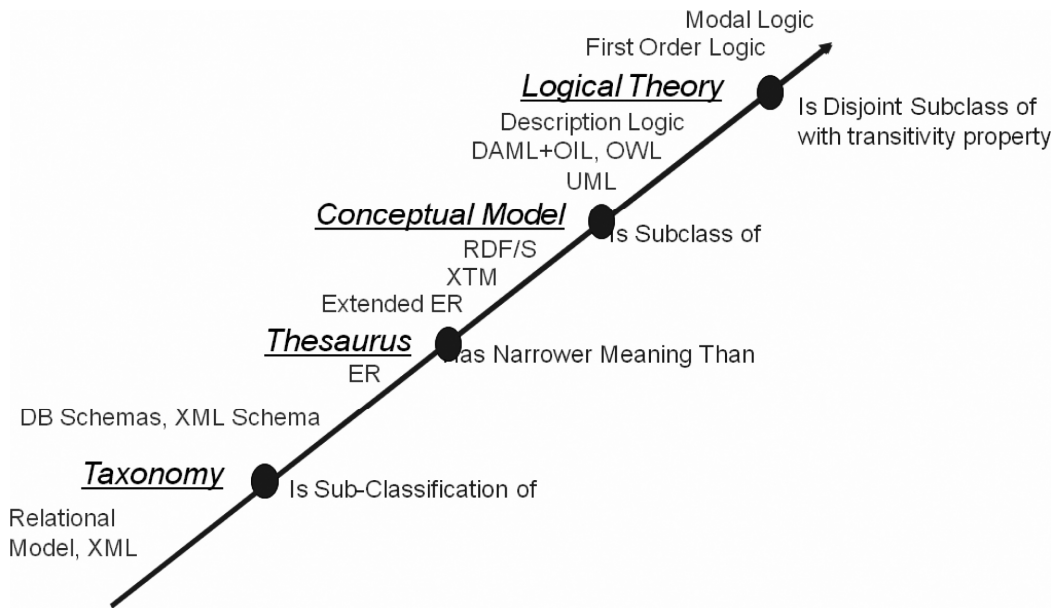 Modal Logic
First Order Logic
Logical Theory
Is Disjoint Subclass of
with transitivity property
Description Logic
DAML+OIL, OWL
UML
Conceptual Model
Is Subclass of
RDF/S
XTM
Extended ER
Thesaurus
Has Narrower Meaning Than
ER
DB Schemas, XML Schema
Taxonomy
Is Sub-Classification of
Relational
Model, XML